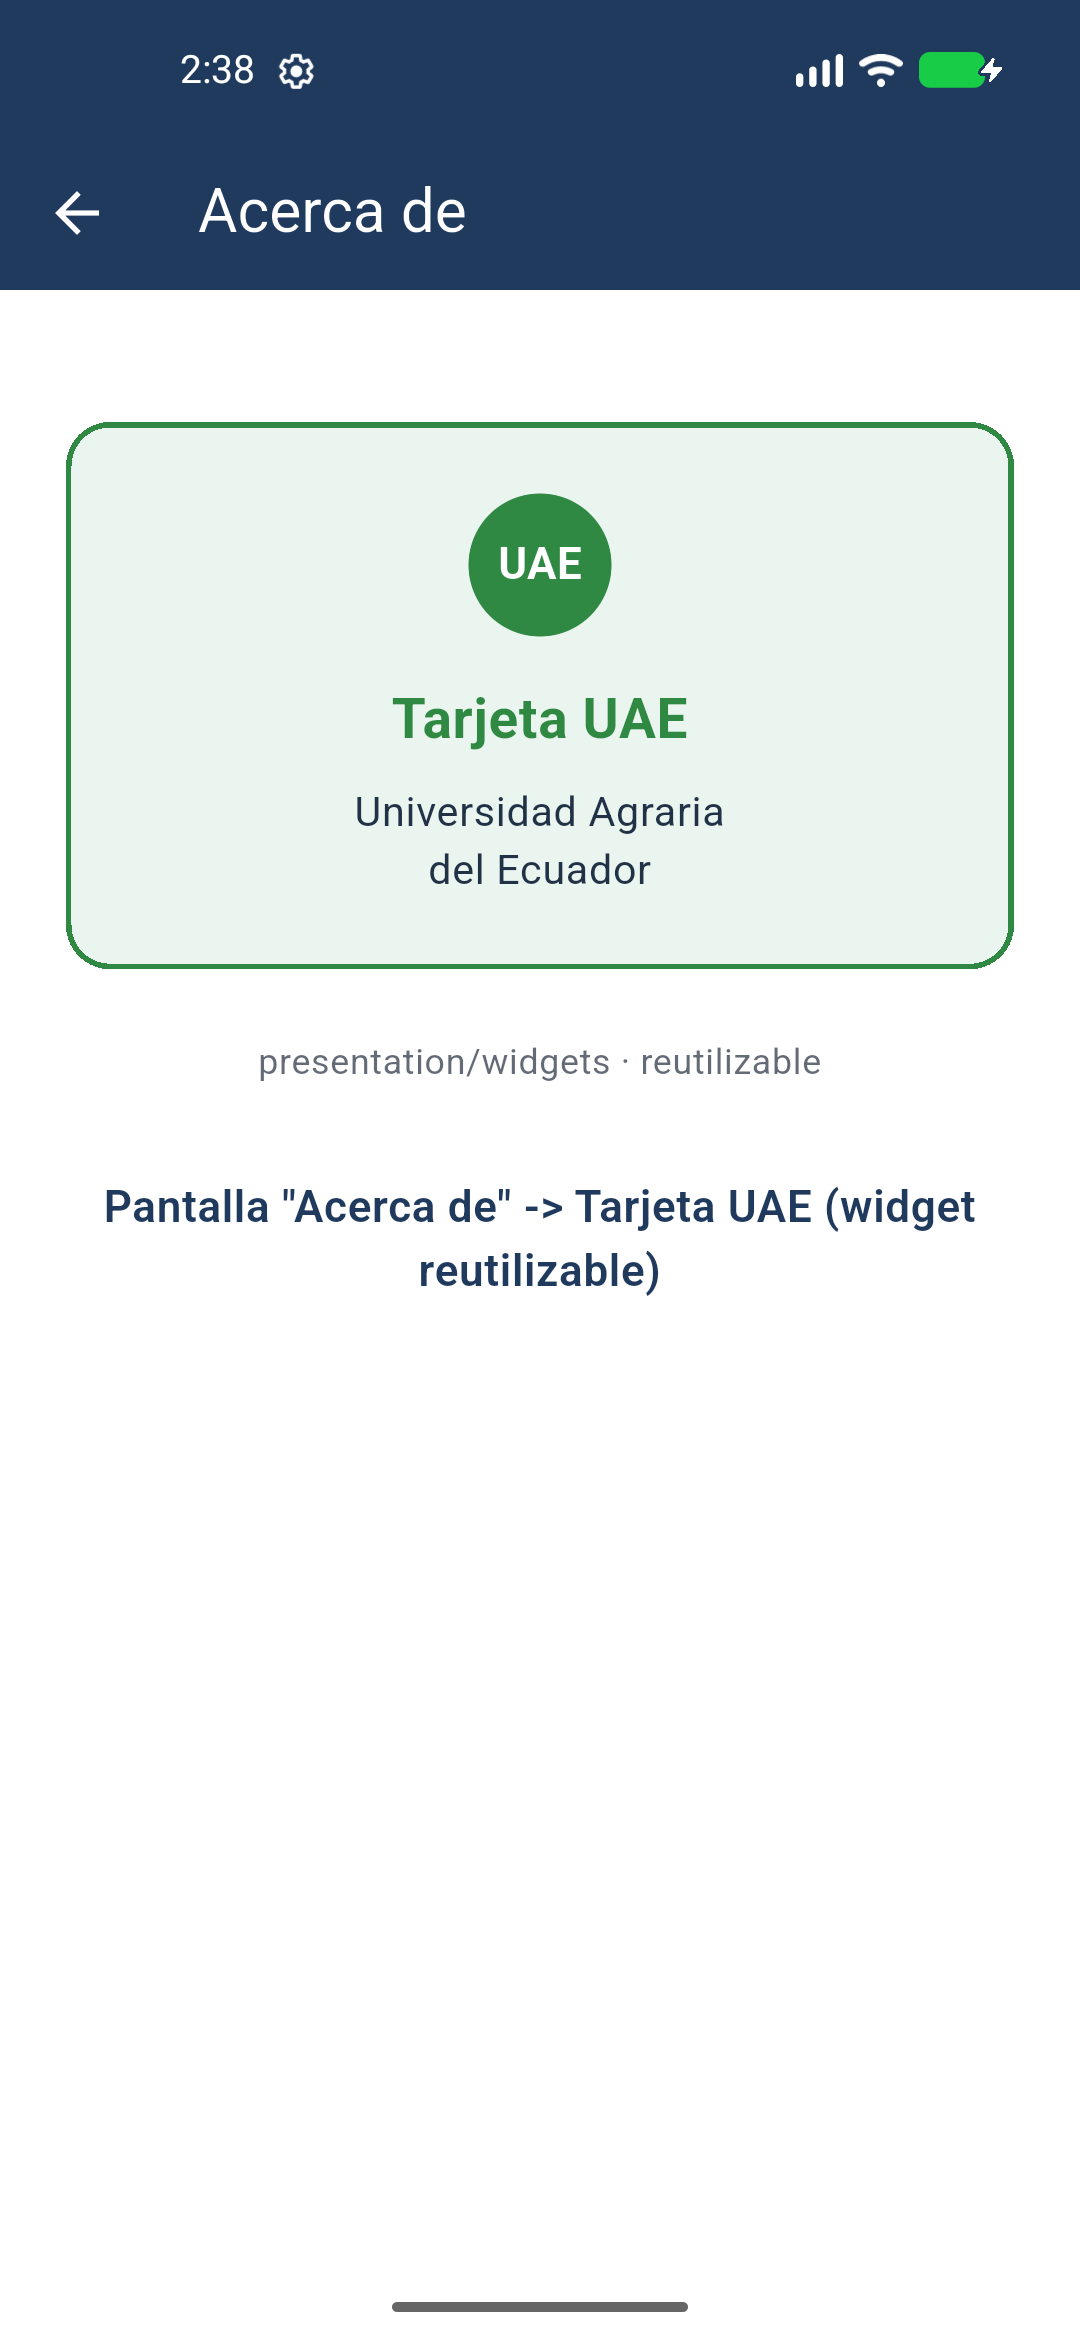 2:38
Acerca de
UAE
Tarjeta UAE
Universidad Agraria
del Ecuador
presentation/widgets · reutilizable
Pantalla "Acerca de" -> Tarjeta UAE (widget
reutilizable)